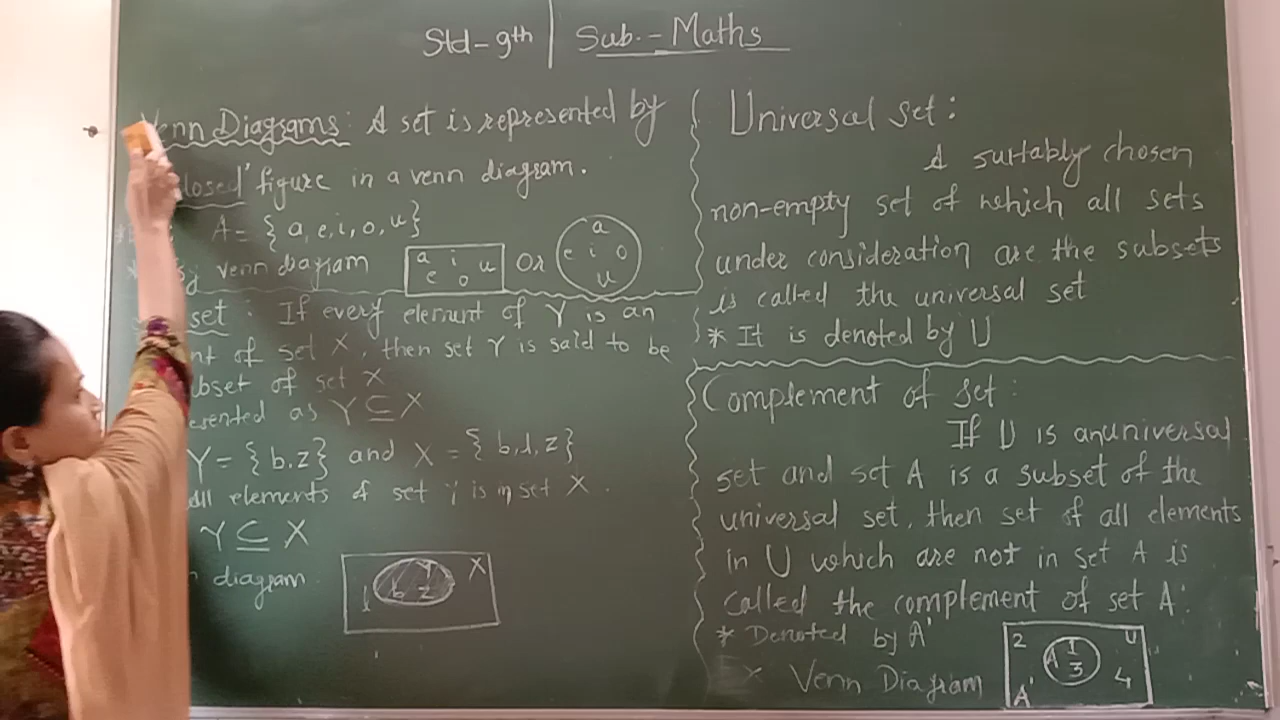 Std-9th | Sub.- Maths
Venn Diagrams: A set is represented by
losed' figure in a venn diagram.
A = { a, e, i, o, u }
venn diagram
a i u e o
Or
a e i o u
set : If every element of Y is an
nt of set X, then set Y is said to be
bset of set X
esented as Y ⊆ X
Y = { b, z } and X = { b, l, z }
all elements of set Y is in set X.
Y ⊆ X
diagram
l b z X
Universal set :
A suitably chosen
non-empty set of which all sets
under consideration are the subsets
is called the universal set
* It is denoted by U
Complement of set :
If U is an universal
set and set A is a subset of the
universal set, then set of all elements
in U which are not in set A is
called the complement of set A.
* Denoted by A'
* Venn Diagram
2 U A 1 3 4 A'